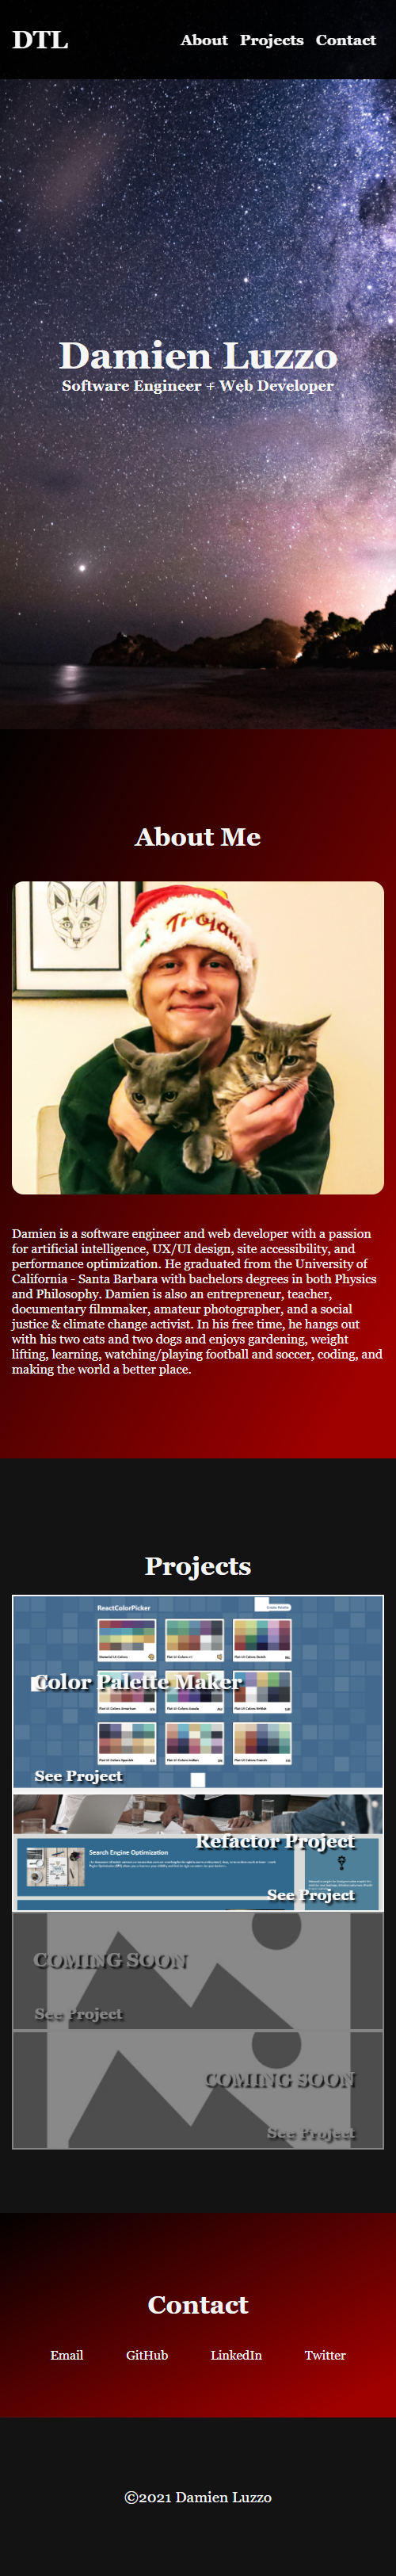 DTL
About Projects Contact
Damien Luzzo
Software Engineer + Web Developer
About Me
Trojans
Damien is a software engineer and web developer with a passion
for artificial intelligence, UX/UI design, site accessibility, and
performance optimization. He graduated from the University of
California - Santa Barbara with bachelors degrees in both Physics
and Philosophy. Damien is also an entrepreneur, teacher,
documentary filmmaker, amateur photographer, and a social
justice & climate change activist. In his free time, he hangs out
with his two cats and two dogs and enjoys gardening, weight
lifting, learning, watching/playing football and soccer, coding, and
making the world a better place.
Projects
ReactColorPicker
Create Palette
Color Palette Maker
See Project
Refactor Project
Search Engine Optimization
See Project
COMING SOON
See Project
COMING SOON
See Project
Contact
Email GitHub LinkedIn Twitter
©2021 Damien Luzzo